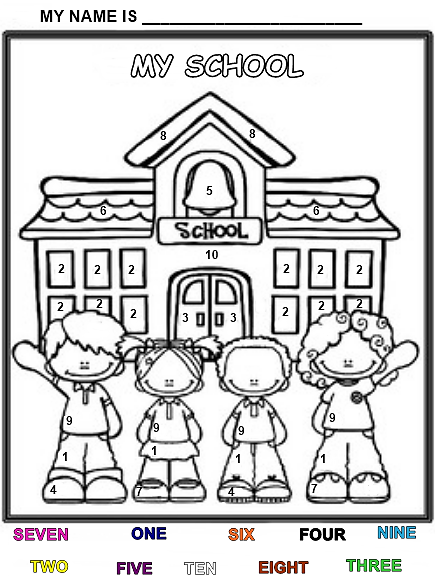 MY NAME IS ________________________
MY SCHOOL
8 8
5
6 6
SCHOOL
10
2 2 2 2 2 2
2 2 2 2 2 2
3 3
9 9 9 9
1 1 1 1
4 7 4 7
SEVEN ONE SIX FOUR NINE
TWO FIVE TEN EIGHT THREE